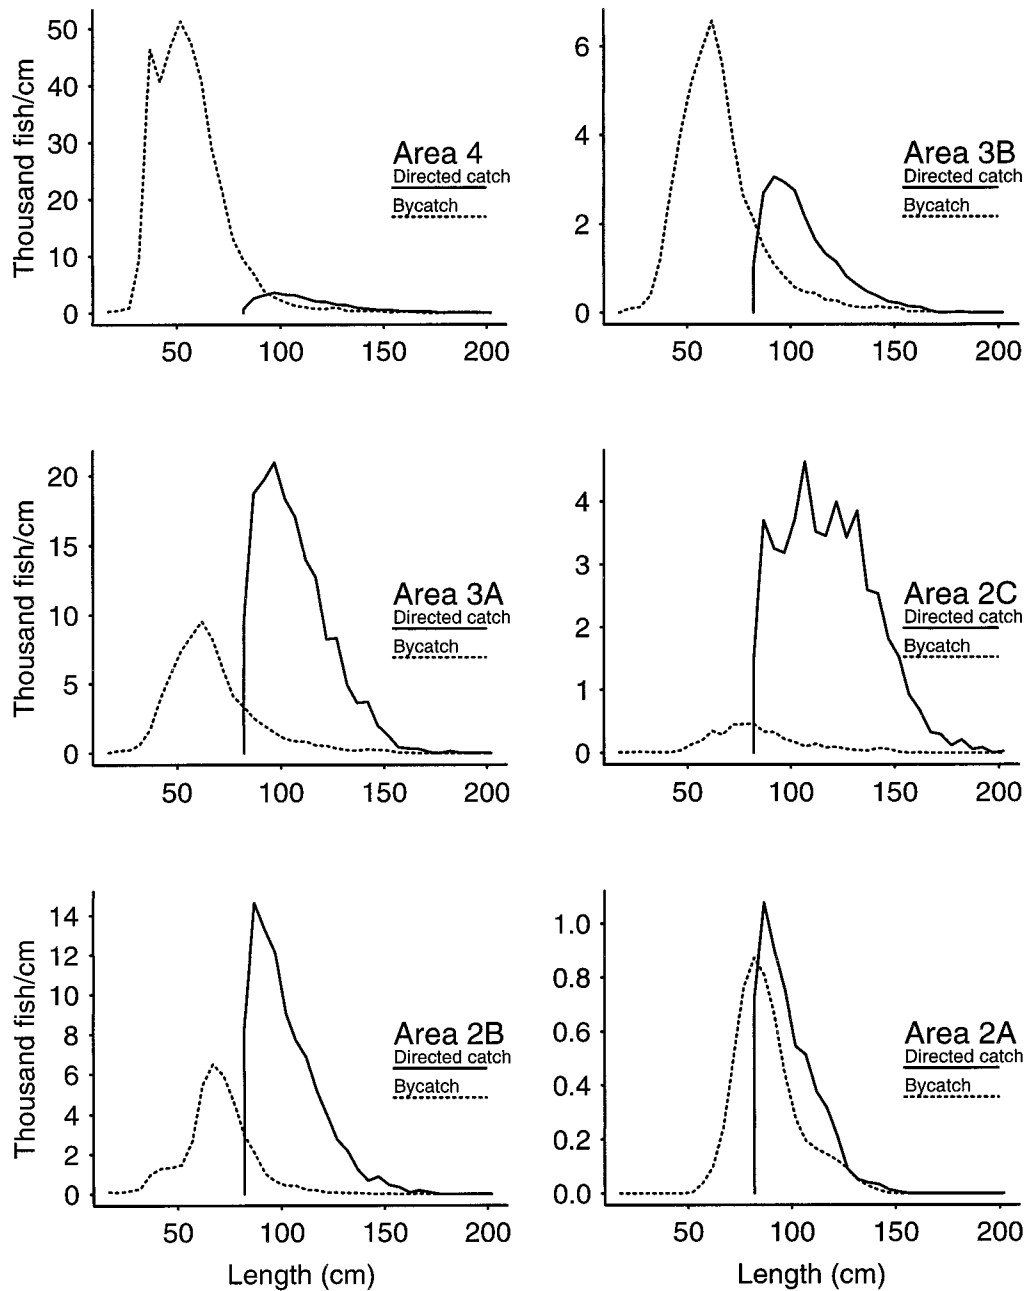 Thousand fish/cm
50
40
30
20
10
0
50 100 150 200
Area 4
Directed catch
Bycatch
6
4
2
0
50 100 150 200
Area 3B
Directed catch
Bycatch
Thousand fish/cm
20
15
10
5
0
50 100 150 200
Area 3A
Directed catch
Bycatch
4
3
2
1
0
50 100 150 200
Area 2C
Directed catch
Bycatch
Thousand fish/cm
14
12
10
8
6
4
2
0
50 100 150 200
Length (cm)
Area 2B
Directed catch
Bycatch
1.0
0.8
0.6
0.4
0.2
0.0
50 100 150 200
Length (cm)
Area 2A
Directed catch
Bycatch